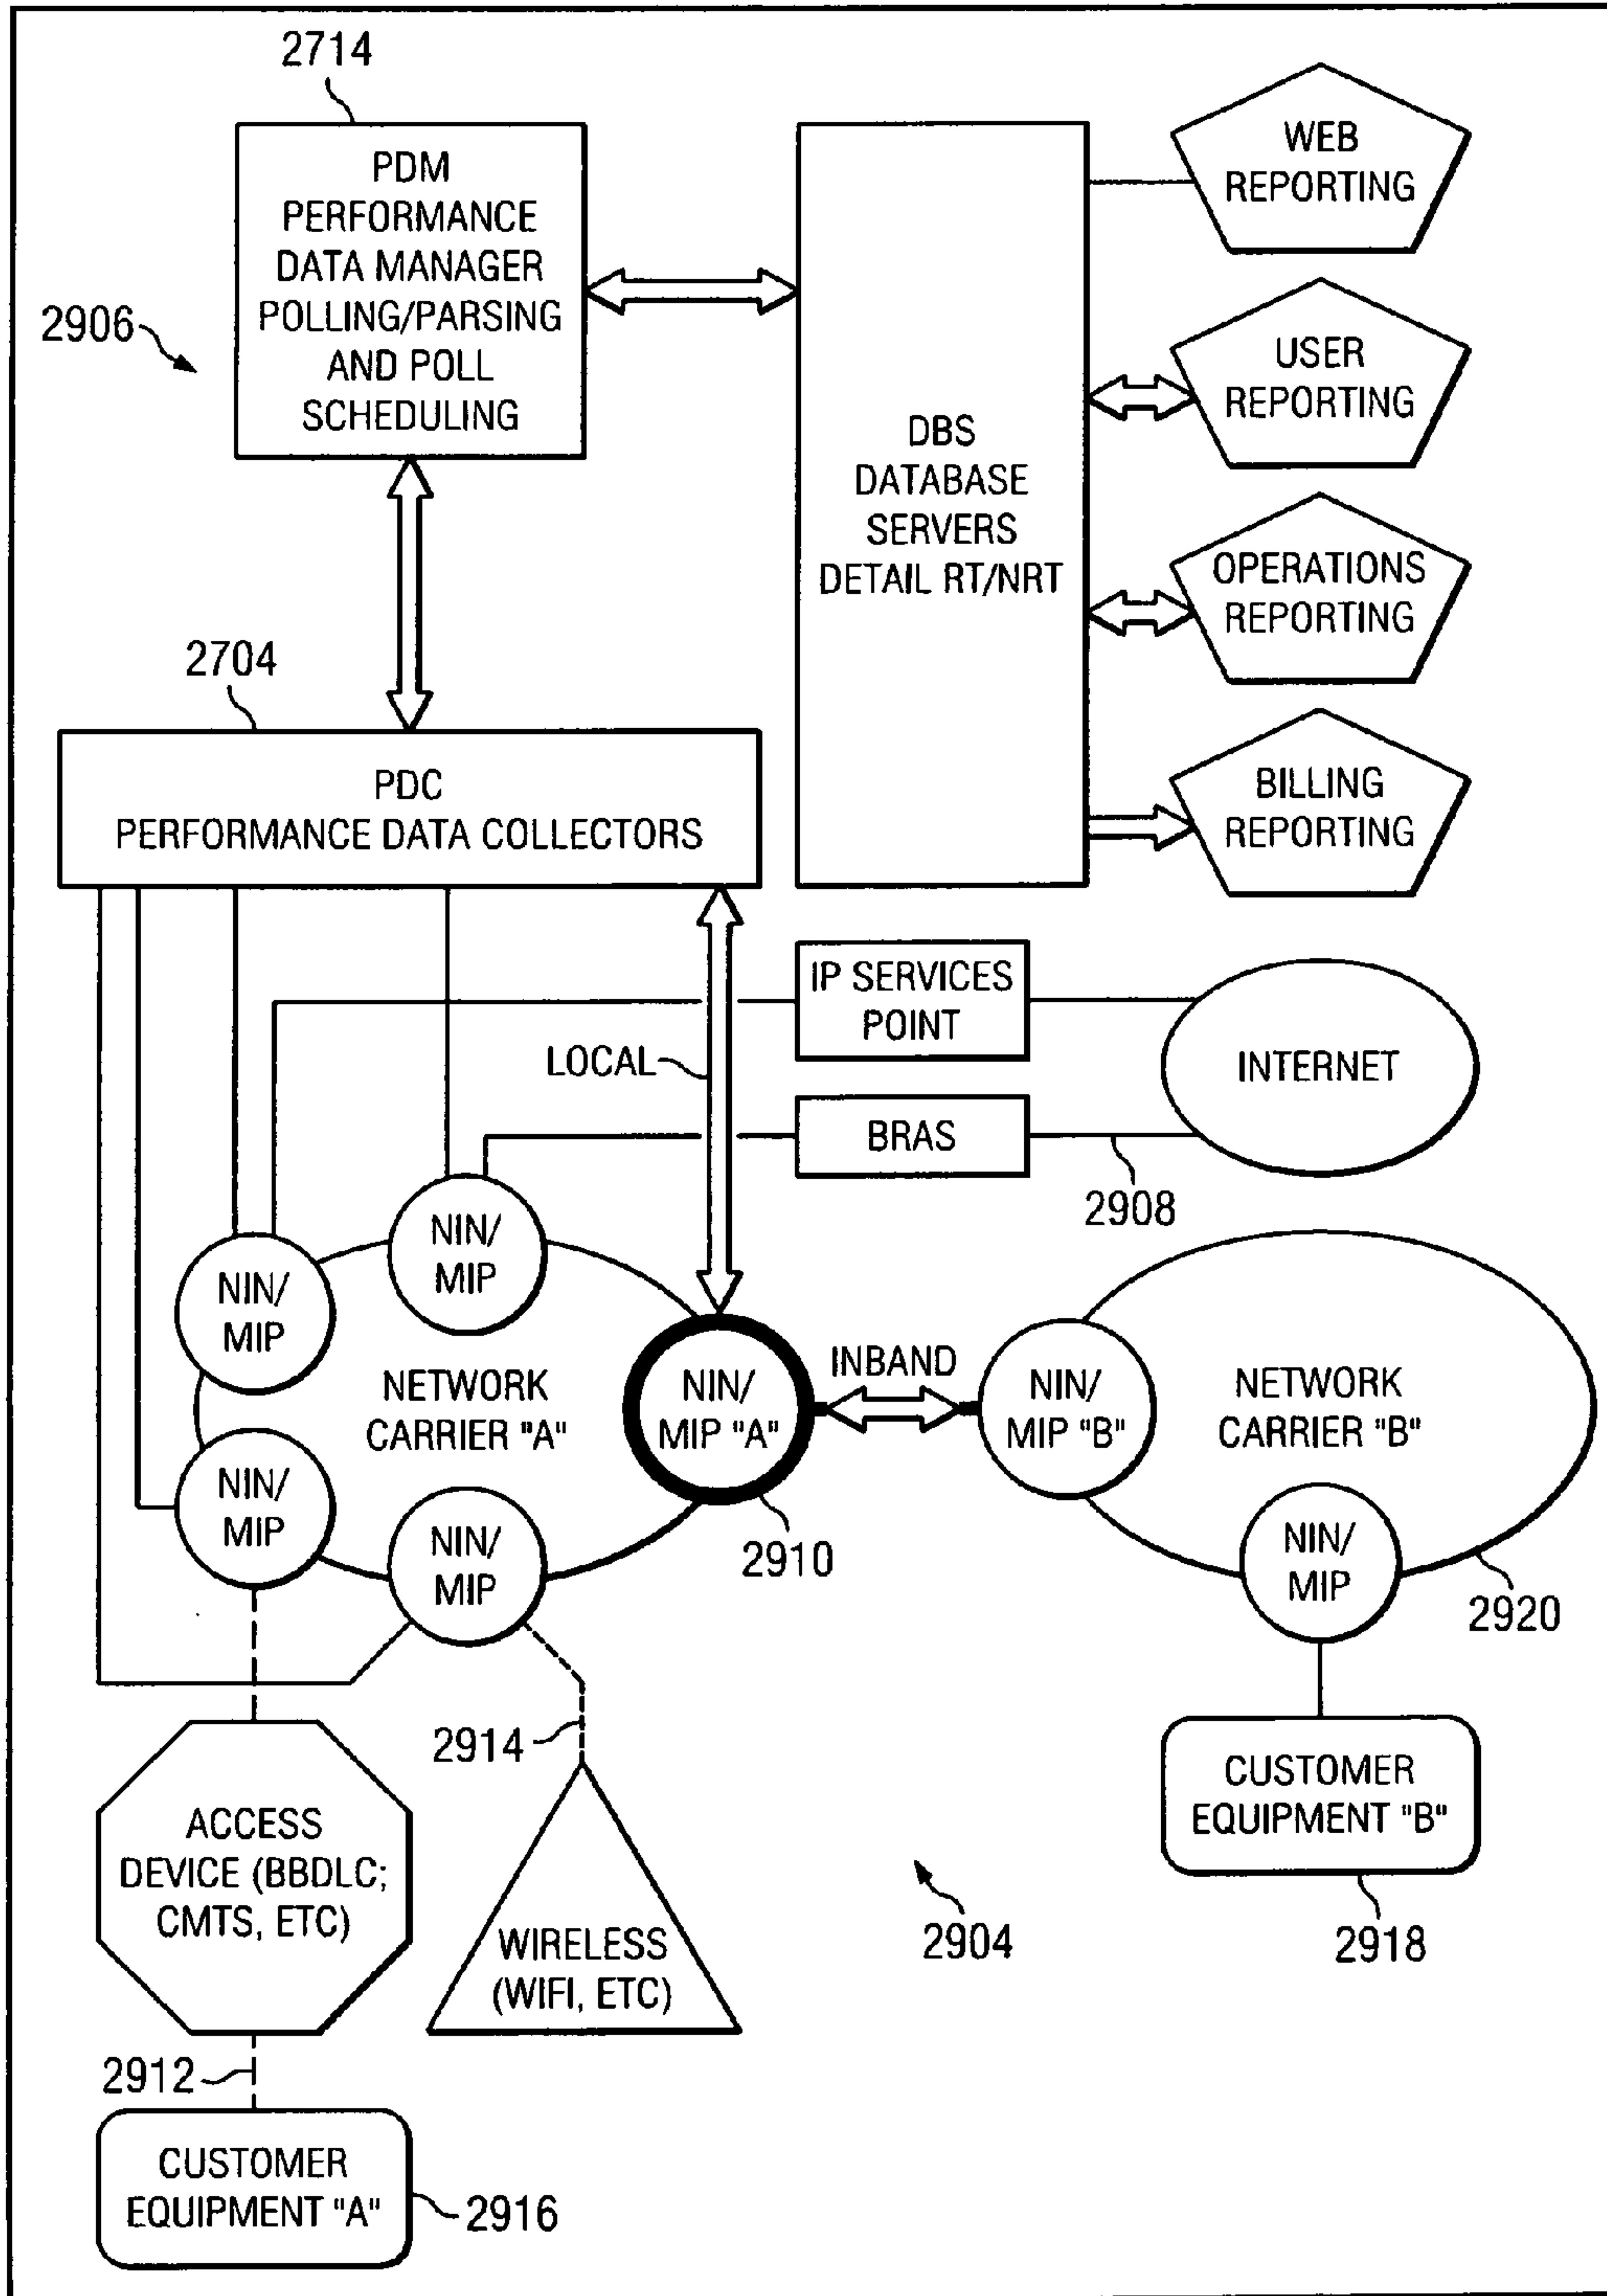 2714
PDM
PERFORMANCE
DATA MANAGER
POLLING/PARSING
AND POLL
SCHEDULING
2906
DBS
DATABASE
SERVERS
DETAIL RT/NRT
WEB
REPORTING
USER
REPORTING
OPERATIONS
REPORTING
BILLING
REPORTING
2704
PDC
PERFORMANCE DATA COLLECTORS
IP SERVICES
POINT
LOCAL
INTERNET
BRAS
2908
NIN/
MIP
NIN/
MIP
NETWORK
CARRIER "A"
NIN/
MIP "A"
INBAND
NIN/
MIP "B"
NETWORK
CARRIER "B"
NIN/
MIP
NIN/
MIP
2910
NIN/
MIP
2920
2914
ACCESS
DEVICE (BBDLC;
CMTS, ETC)
WIRELESS
(WIFI, ETC)
CUSTOMER
EQUIPMENT "B"
2904
2918
2912
CUSTOMER
EQUIPMENT "A"
2916